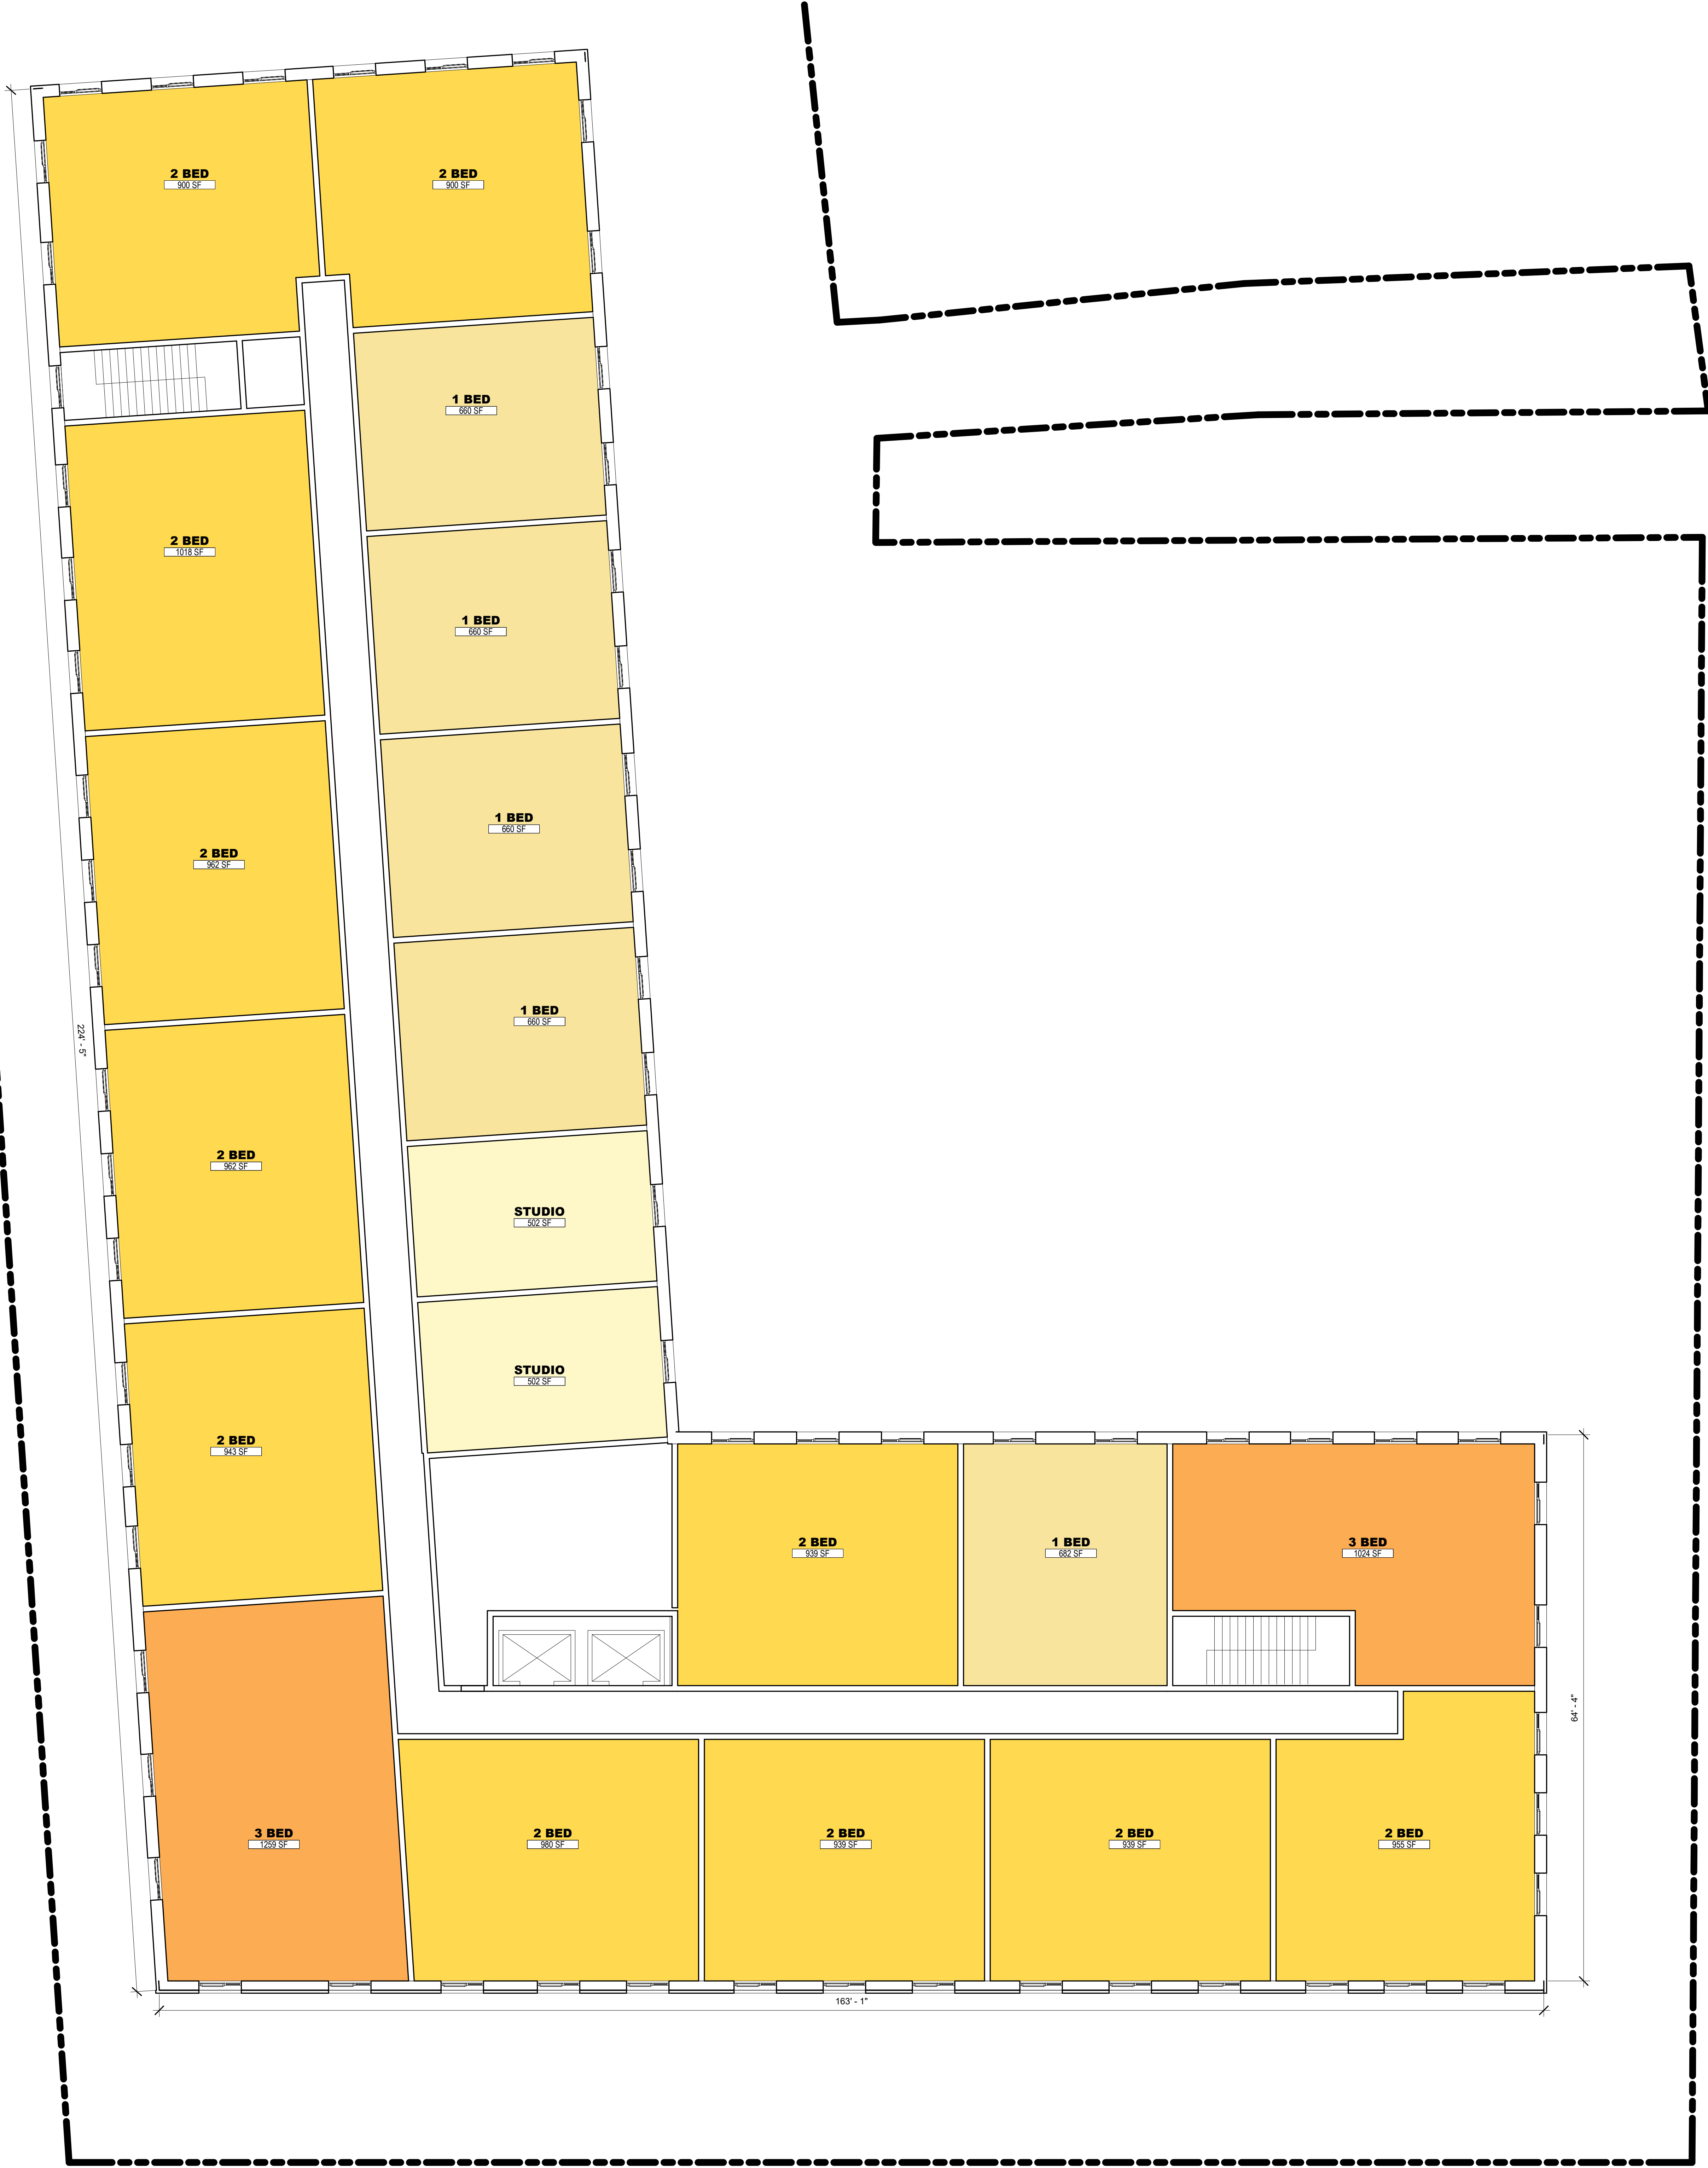 2 BED
900 SF
2 BED
900 SF
1 BED
660 SF
2 BED
1018 SF
1 BED
660 SF
1 BED
660 SF
2 BED
962 SF
1 BED
660 SF
224' - 5"
2 BED
962 SF
STUDIO
502 SF
STUDIO
502 SF
2 BED
943 SF
2 BED
939 SF
1 BED
682 SF
3 BED
1024 SF
64' - 4"
3 BED
1259 SF
2 BED
980 SF
2 BED
939 SF
2 BED
939 SF
2 BED
955 SF
163' - 1"